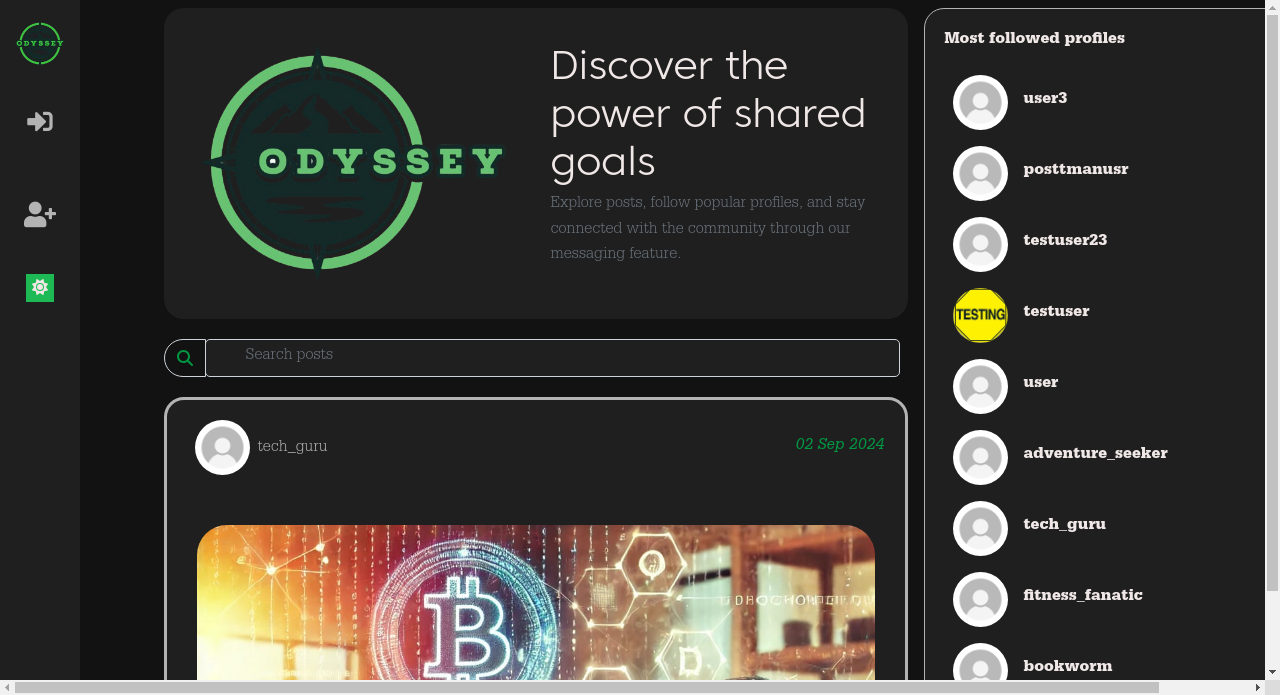 ODYSSEY
ODYSSEY
Discover the
power of shared
goals
Explore posts, follow popular profiles, and stay
connected with the community through our
messaging feature.
Search posts
tech_guru
02 Sep 2024
Most followed profiles
user3
posttmanusr
testuser23
TESTING
testuser
user
adventure_seeker
tech_guru
fitness_fanatic
bookworm